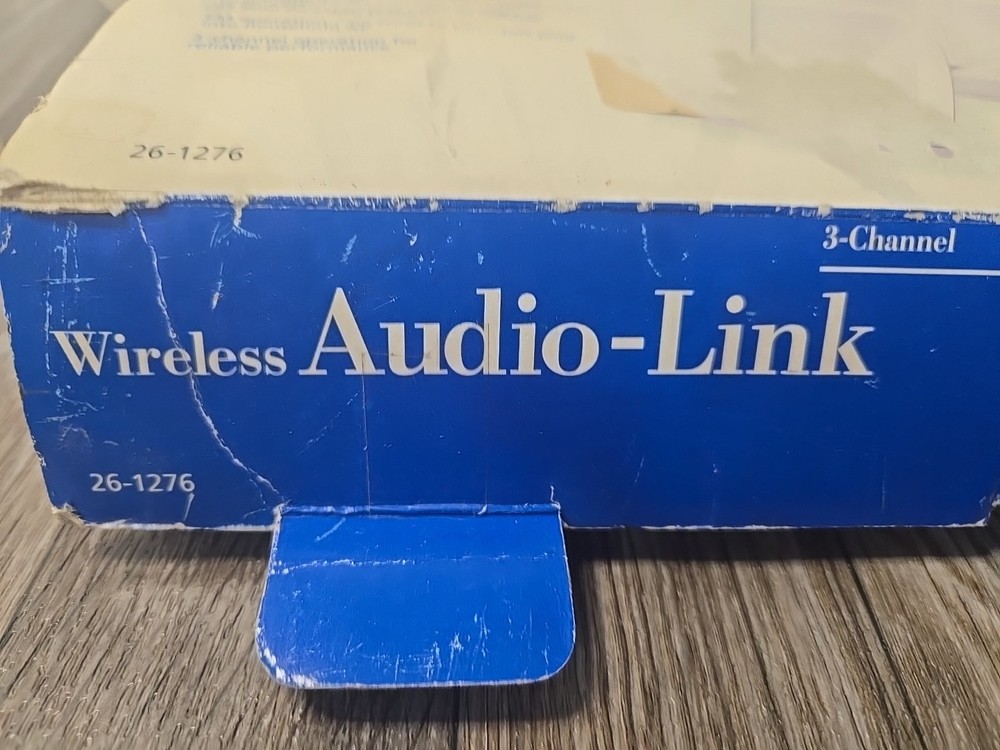 26-1276
3-Channel
Wireless Audio-Link
26-1276